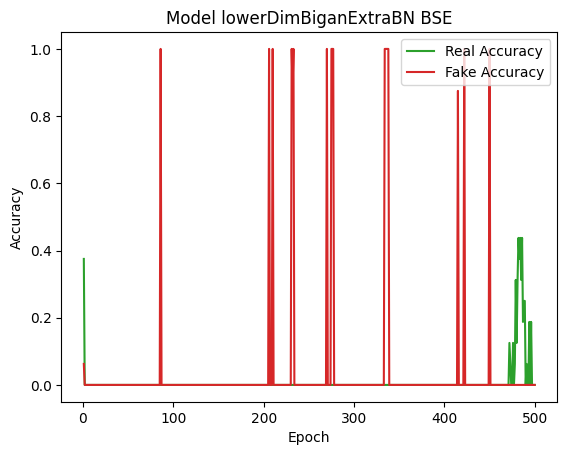 Model lowerDimBiganExtraBN BSE
Real Accuracy
Fake Accuracy
Accuracy
1.0
0.8
0.6
0.4
0.2
0.0
0 100 200 300 400 500
Epoch